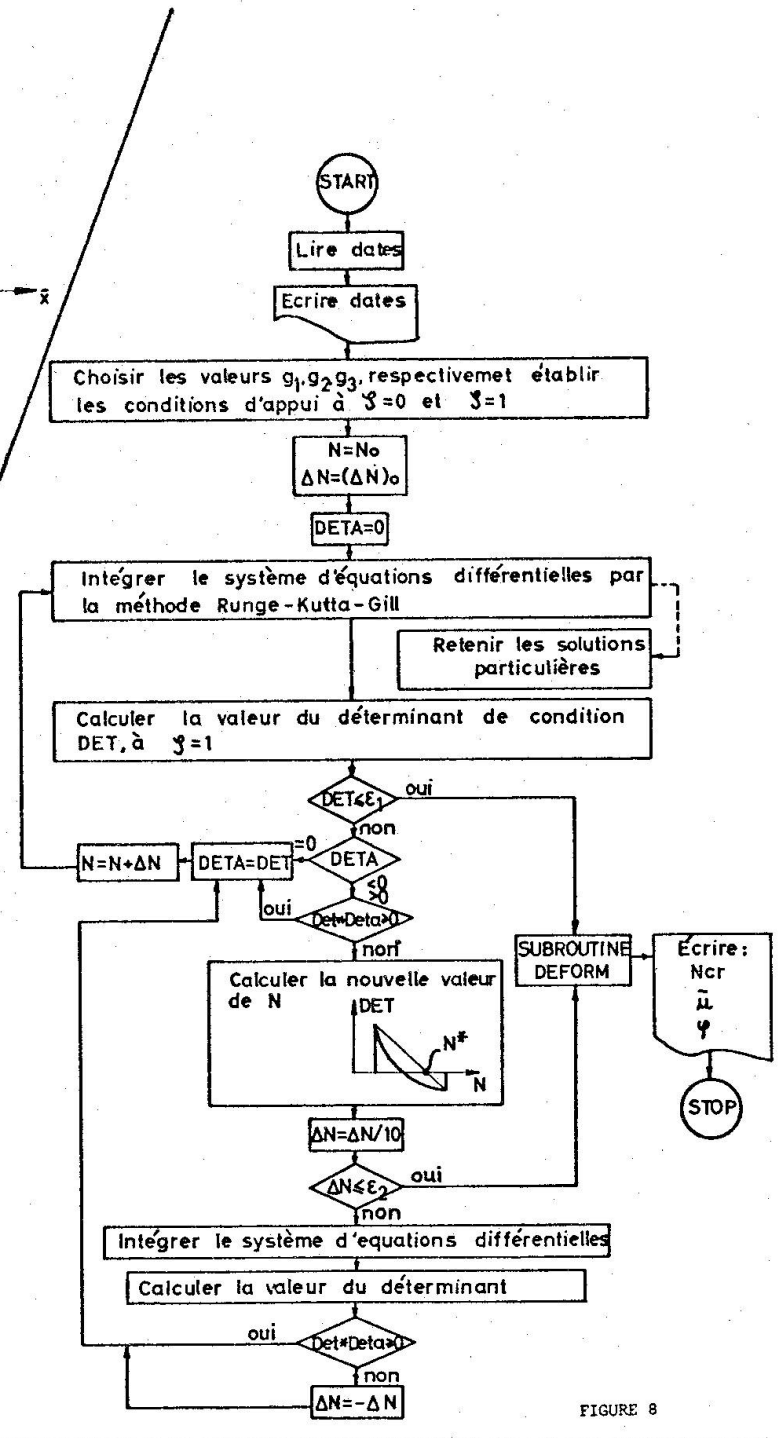 START
Lire dates
x̄
Ecrire dates
Choisir les valeurs g₁,g₂,g₃, respectivemet établir
les conditions d'appui à ζ=0 et ζ=1
N=N₀
ΔN=(ΔN)₀
DETA=0
Intégrer le système d'équations différentielles par
la méthode Runge-Kutta-Gill
Retenir les solutions
particulières
Calculer la valeur du déterminant de condition
DET, à ζ=1
DET≤ε₁
oui
non
N=N+ΔN
DETA=DET
=0
DETA
<0
>0
oui
Det*Deta>0
non
SUBROUTINE
DEFORM
Écrire:
Ncr
ũ
φ
Calculer la nouvelle valeur
de N
DET
N*
N
STOP
ΔN=ΔN/10
ΔN≤ε₂
oui
non
Intégrer le système d'equations différentielles
Calculer la valeur du déterminant
oui
Det*Deta>0
non
ΔN=-ΔN
FIGURE 8